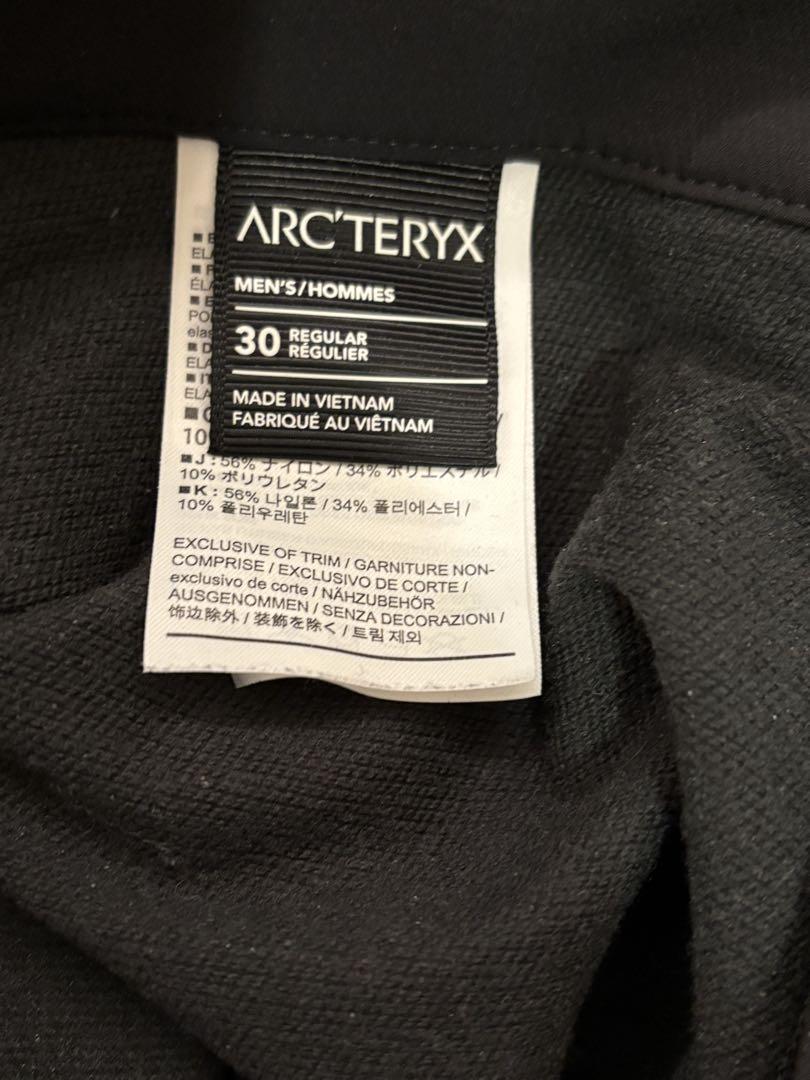 ARC'TERYX
MEN'S/HOMMES
30 REGULAR
RÉGULIER
MADE IN VIETNAM
FABRIQUÉ AU VIÊTNAM
■J : 56% ナイロン / 34% ポリエステル /
10% ポリウレタン
■K : 56% 나일론 / 34% 폴리에스터 /
10% 폴리우레탄
EXCLUSIVE OF TRIM / GARNITURE NON-
COMPRISE / EXCLUSIVO DE CORTE /
exclusivo de corte / NÄHZUBEHÖR
AUSGENOMMEN / SENZA DECORAZIONI /
饰边除外 / 装飾を除く / 트림 제외